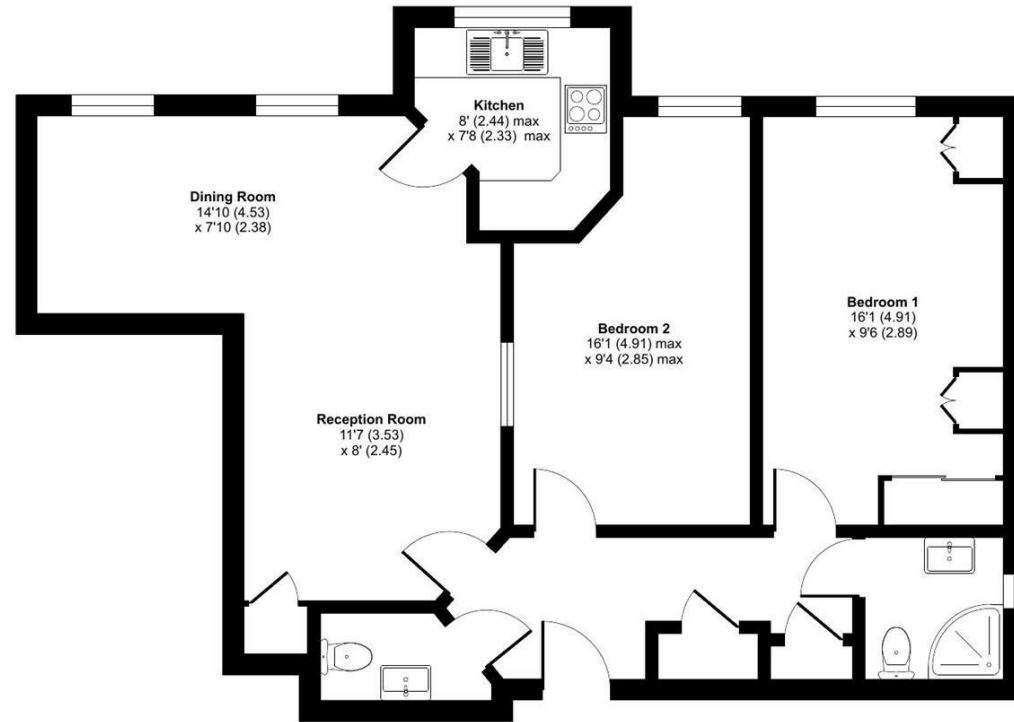 Kitchen
8' (2.44) max
x 7'8 (2.33) max
Dining Room
14'10 (4.53)
x 7'10 (2.38)
Bedroom 1
16'1 (4.91)
x 9'6 (2.89)
Bedroom 2
16'1 (4.91) max
x 9'4 (2.85) max
Reception Room
11'7 (3.53)
x 8' (2.45)